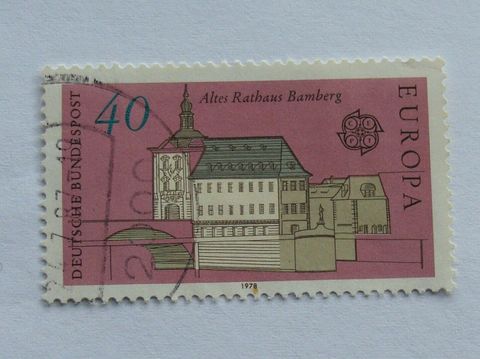 40
Altes Rathaus Bamberg
EUROPA
DEUTSCHE BUNDESPOST
1978